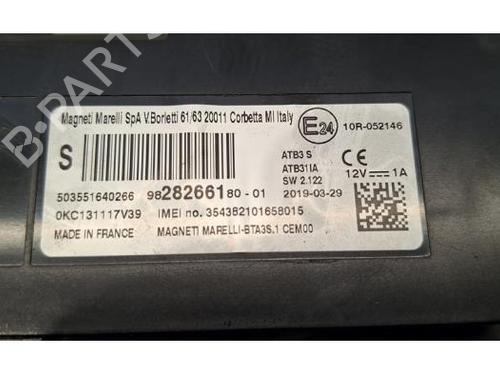 Magneti Marelli SpA V.Borletti 61/63 20011 Corbetta MI Italy
E24
10R-052146
S
ATB3 S
CE
ATB31IA
SW 2.122
12V 1A
503551640266
9828266180 - 01
2019-03-29
0KC131117V39
IMEI no. 354382101658015
MADE IN FRANCE
MAGNETI MARELLI-BTA3S.1 CEM00
B-PARTS